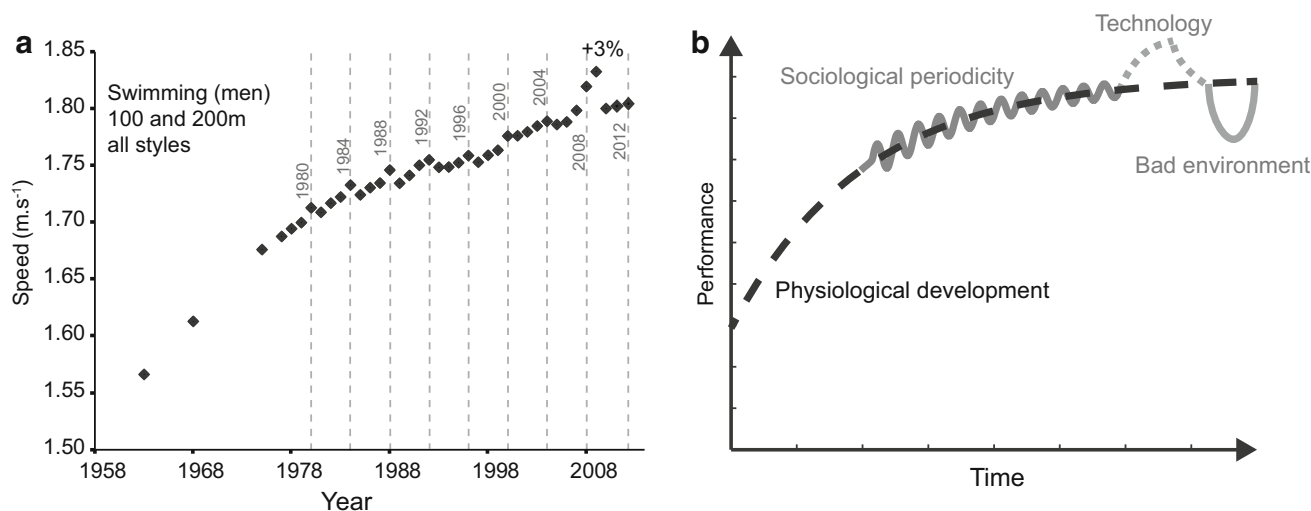 a
+3%
Swimming (men)
100 and 200m
all styles
1.85
1.80
1.75
1.70
1.65
1.60
1.55
1.50
Speed (m.s⁻¹)
1980
1984
1988
1992
1996
2000
2004
2008
2012
1958
1968
1978
1988
1998
2008
Year
b
Technology
Sociological periodicity
Bad environment
Physiological development
Performance
Time